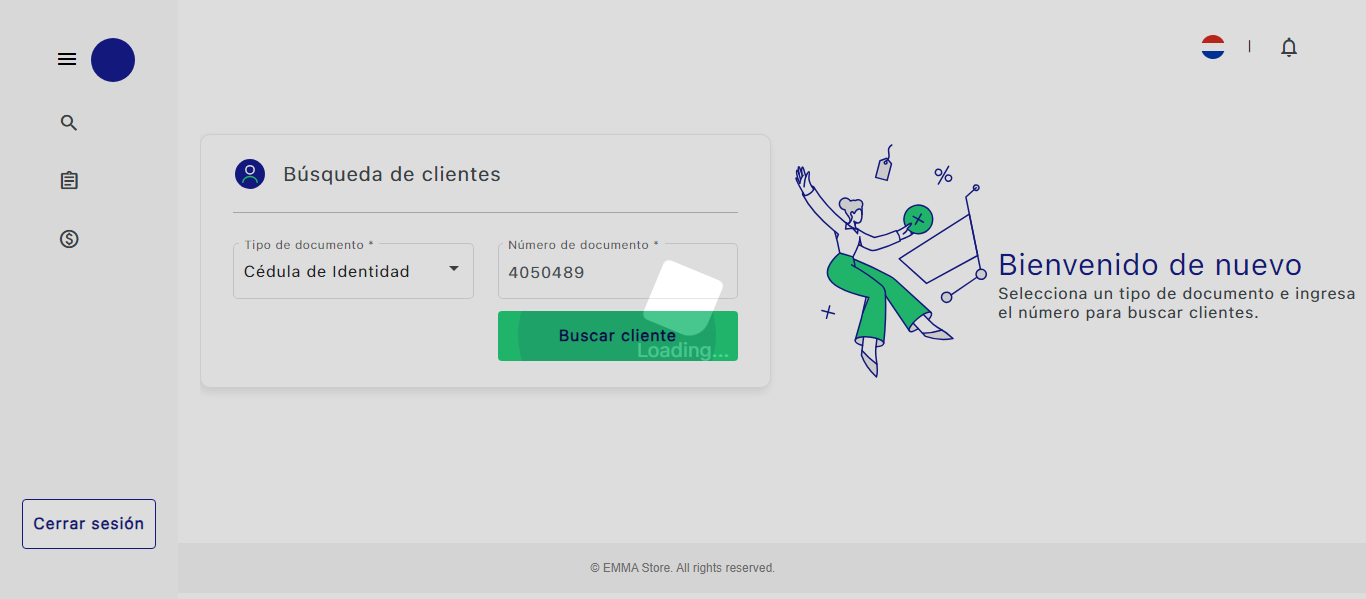 Búsqueda de clientes
Tipo de documento *
Cédula de Identidad
Número de documento *
4050489
Buscar cliente
Loading...
Bienvenido de nuevo
Selecciona un tipo de documento e ingresa
el número para buscar clientes.
Cerrar sesión
© EMMA Store. All rights reserved.